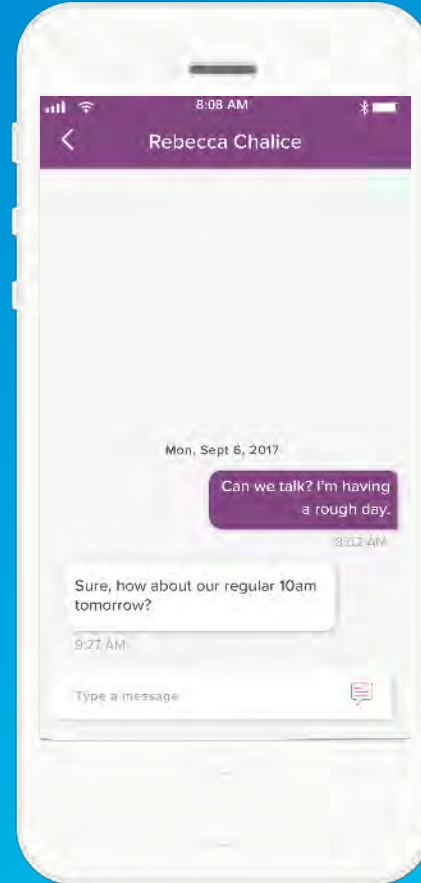 8:08 AM
Rebecca Chalice
Mon, Sept 6, 2017
Can we talk? I'm having
a rough day.
Sure, how about our regular 10am
tomorrow?
9:27 AM
Type a message